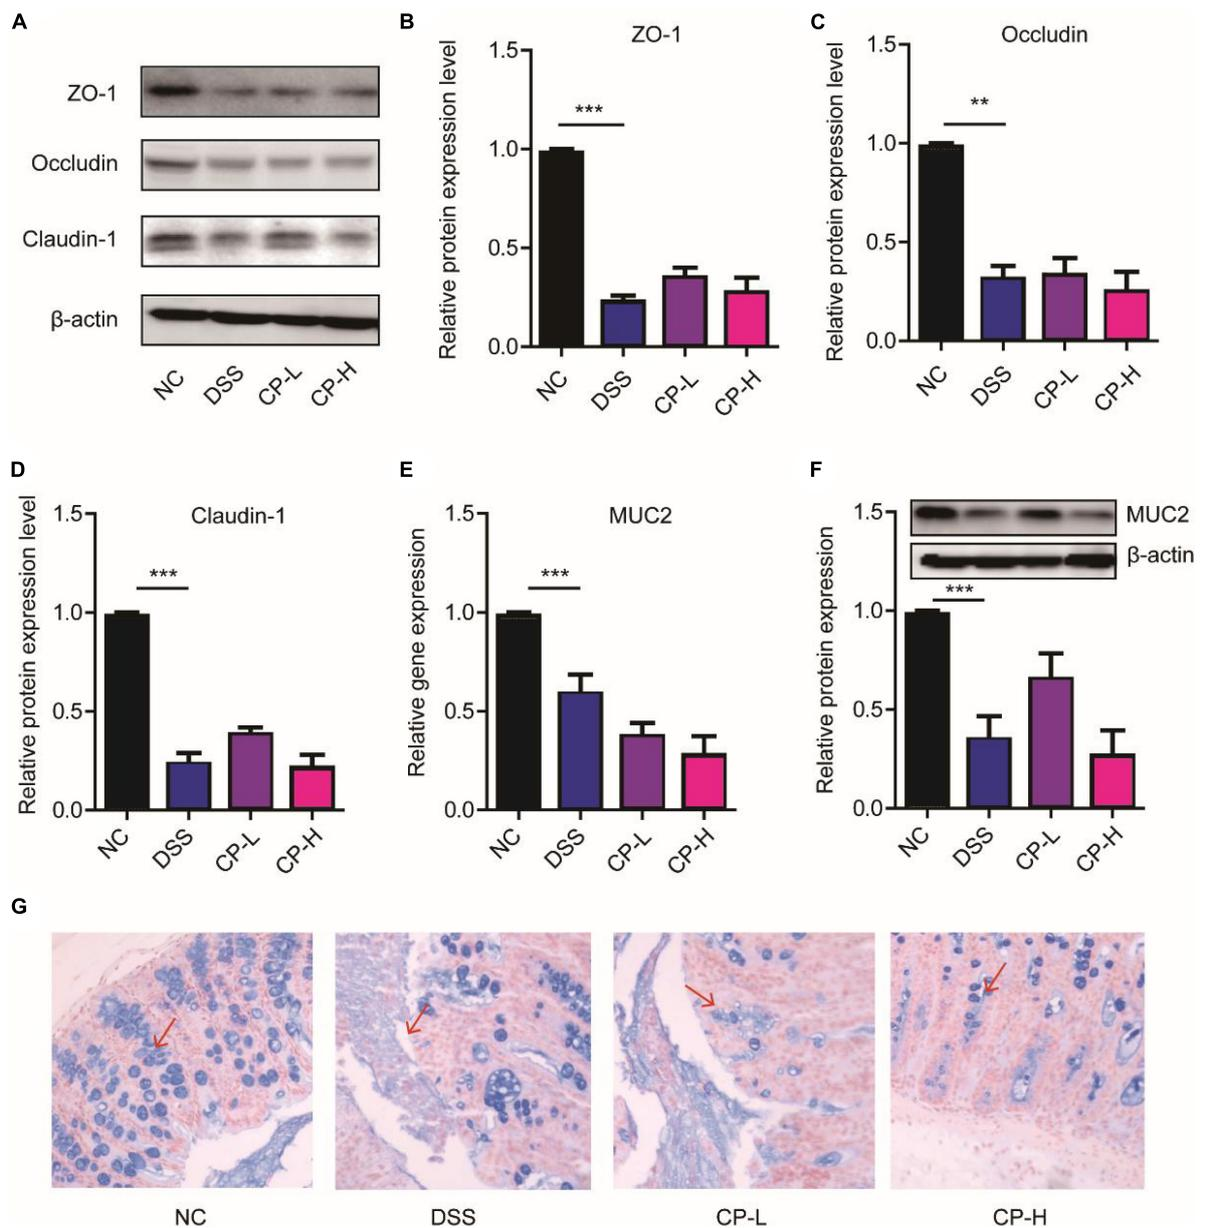 A
ZO-1
Occludin
Claudin-1
β-actin
NC DSS CP-L CP-H
B
ZO-1
Relative protein expression level
1.5
1.0
0.5
0.0
***
NC DSS CP-L CP-H
C
Occludin
Relative protein expression level
1.5
1.0
0.5
0.0
**
NC DSS CP-L CP-H
D
Claudin-1
Relative protein expression level
1.5
1.0
0.5
0.0
***
NC DSS CP-L CP-H
E
MUC2
Relative gene expression
1.5
1.0
0.5
0.0
***
NC DSS CP-L CP-H
F
MUC2
β-actin
Relative protein expression
1.5
1.0
0.5
0.0
***
NC DSS CP-L CP-H
G
NC DSS CP-L CP-H